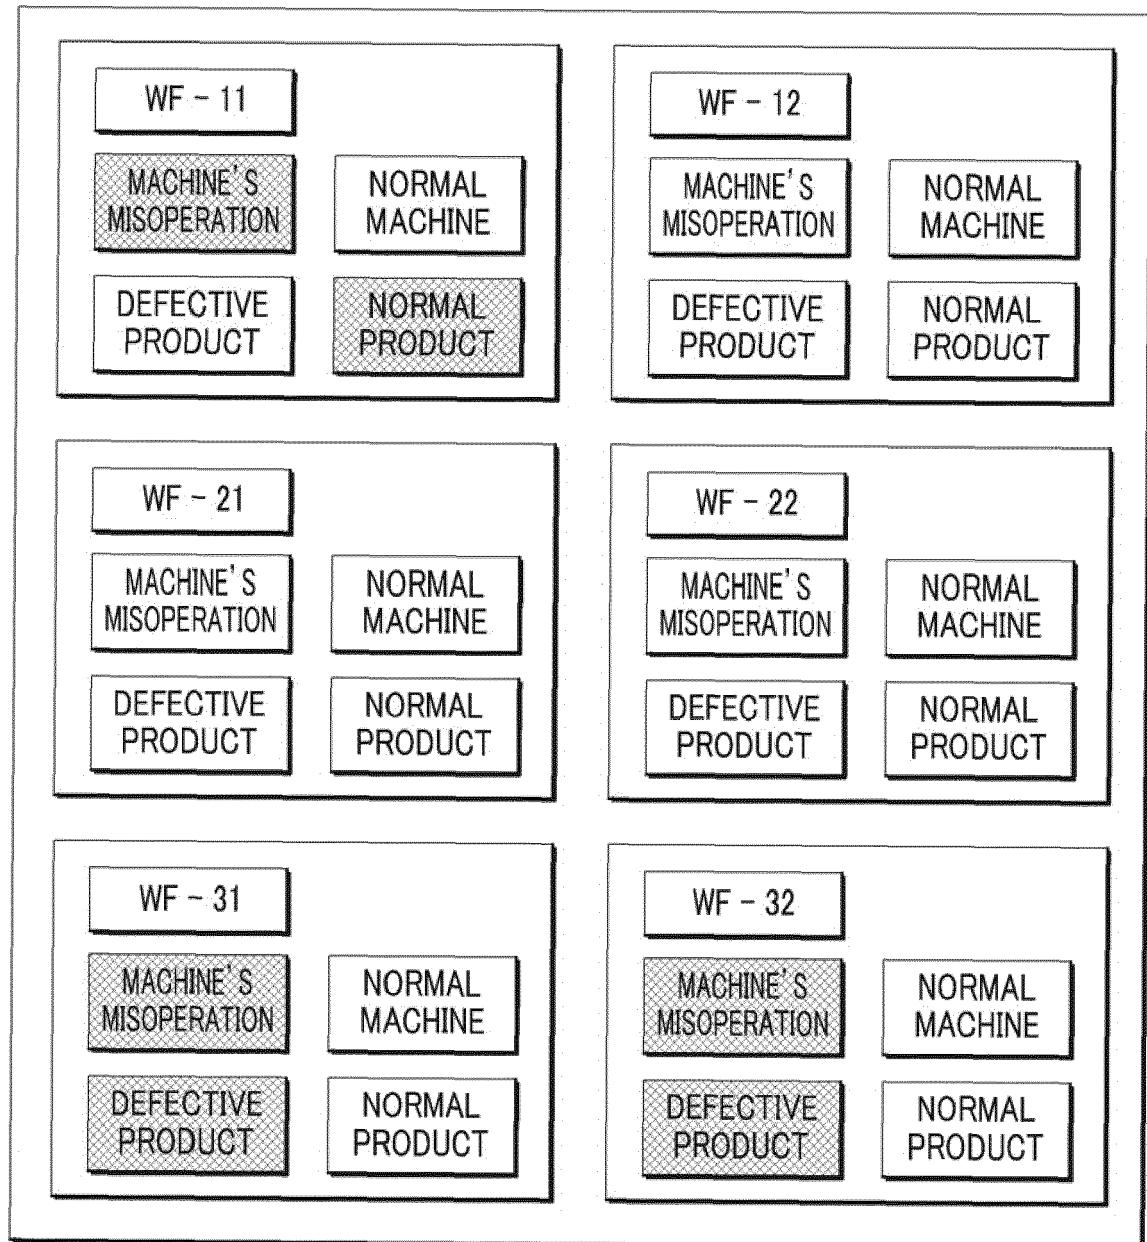 WF - 11
MACHINE'S
MISOPERATION
NORMAL
MACHINE
DEFECTIVE
PRODUCT
NORMAL
PRODUCT
WF - 12
MACHINE'S
MISOPERATION
NORMAL
MACHINE
DEFECTIVE
PRODUCT
NORMAL
PRODUCT
WF - 21
MACHINE'S
MISOPERATION
NORMAL
MACHINE
DEFECTIVE
PRODUCT
NORMAL
PRODUCT
WF - 22
MACHINE'S
MISOPERATION
NORMAL
MACHINE
DEFECTIVE
PRODUCT
NORMAL
PRODUCT
WF - 31
MACHINE'S
MISOPERATION
NORMAL
MACHINE
DEFECTIVE
PRODUCT
NORMAL
PRODUCT
WF - 32
MACHINE'S
MISOPERATION
NORMAL
MACHINE
DEFECTIVE
PRODUCT
NORMAL
PRODUCT